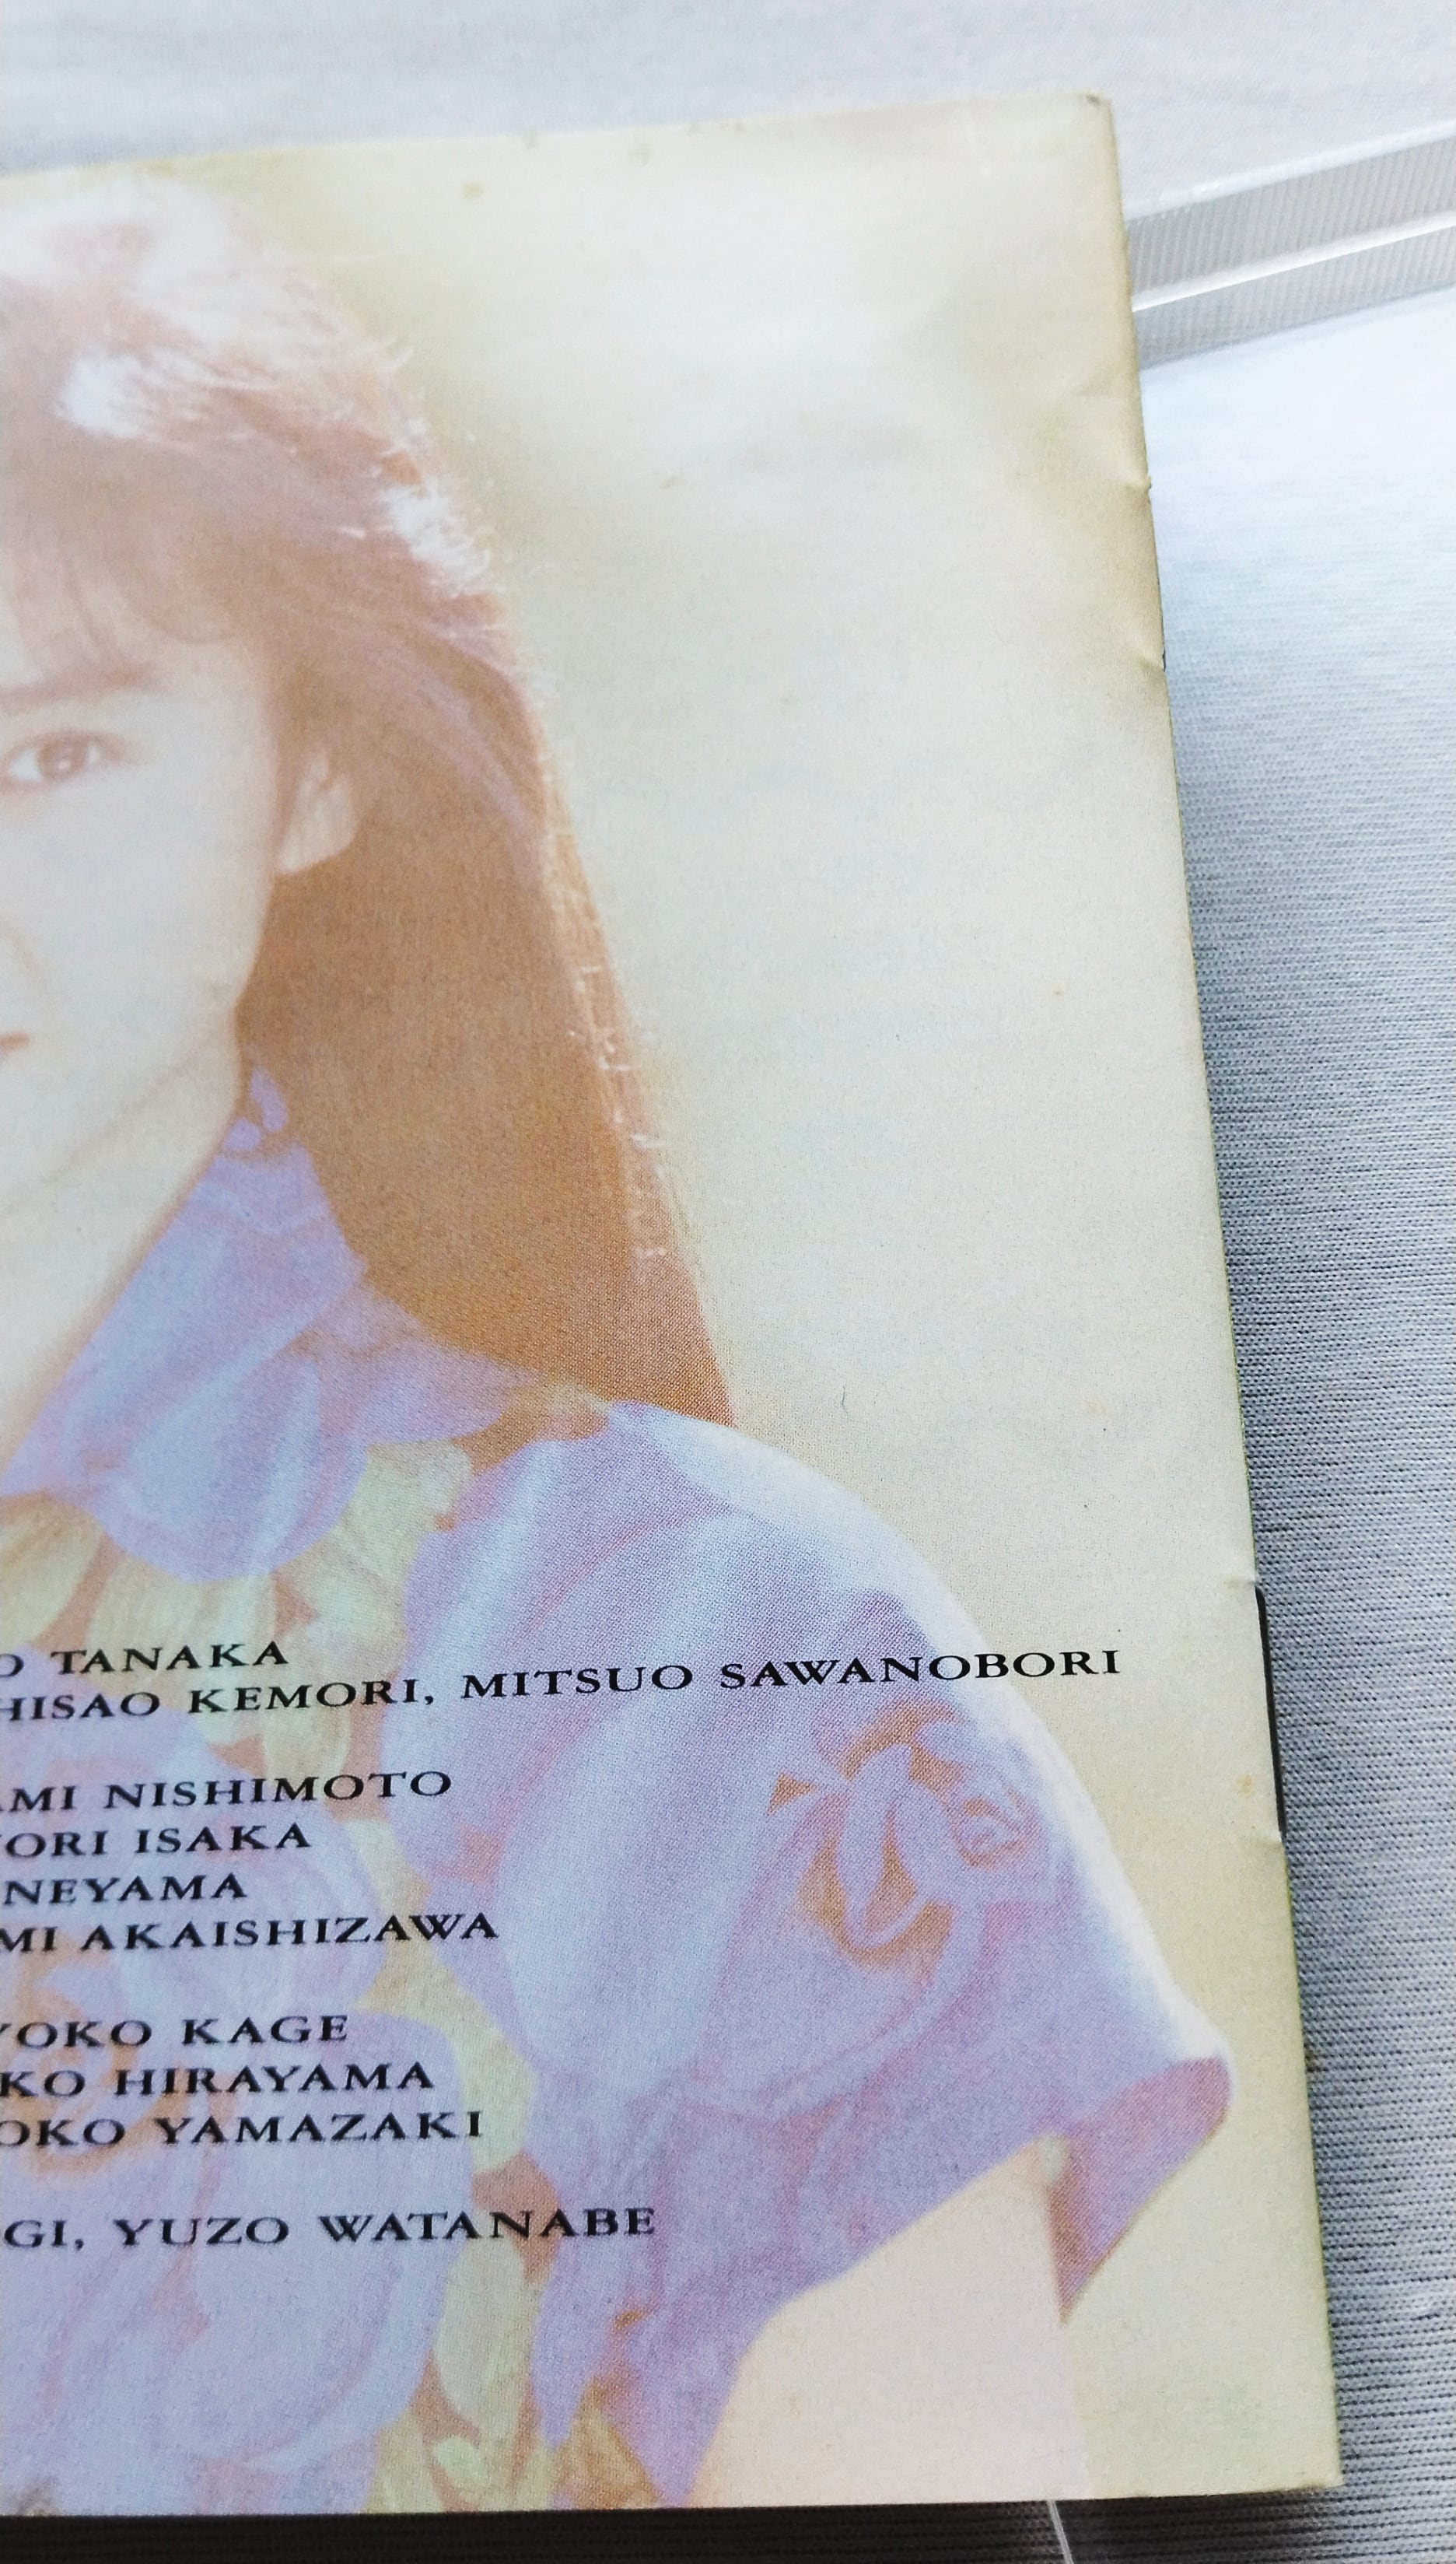 O TANAKA
HISAO KEMORI, MITSUO SAWANOBORI
AMI NISHIMOTO
NORI ISAKA
NEYAMA
MI AKAISHIZAWA
YOKO KAGE
KO HIRAYAMA
OKO YAMAZAKI
GI, YUZO WATANABE